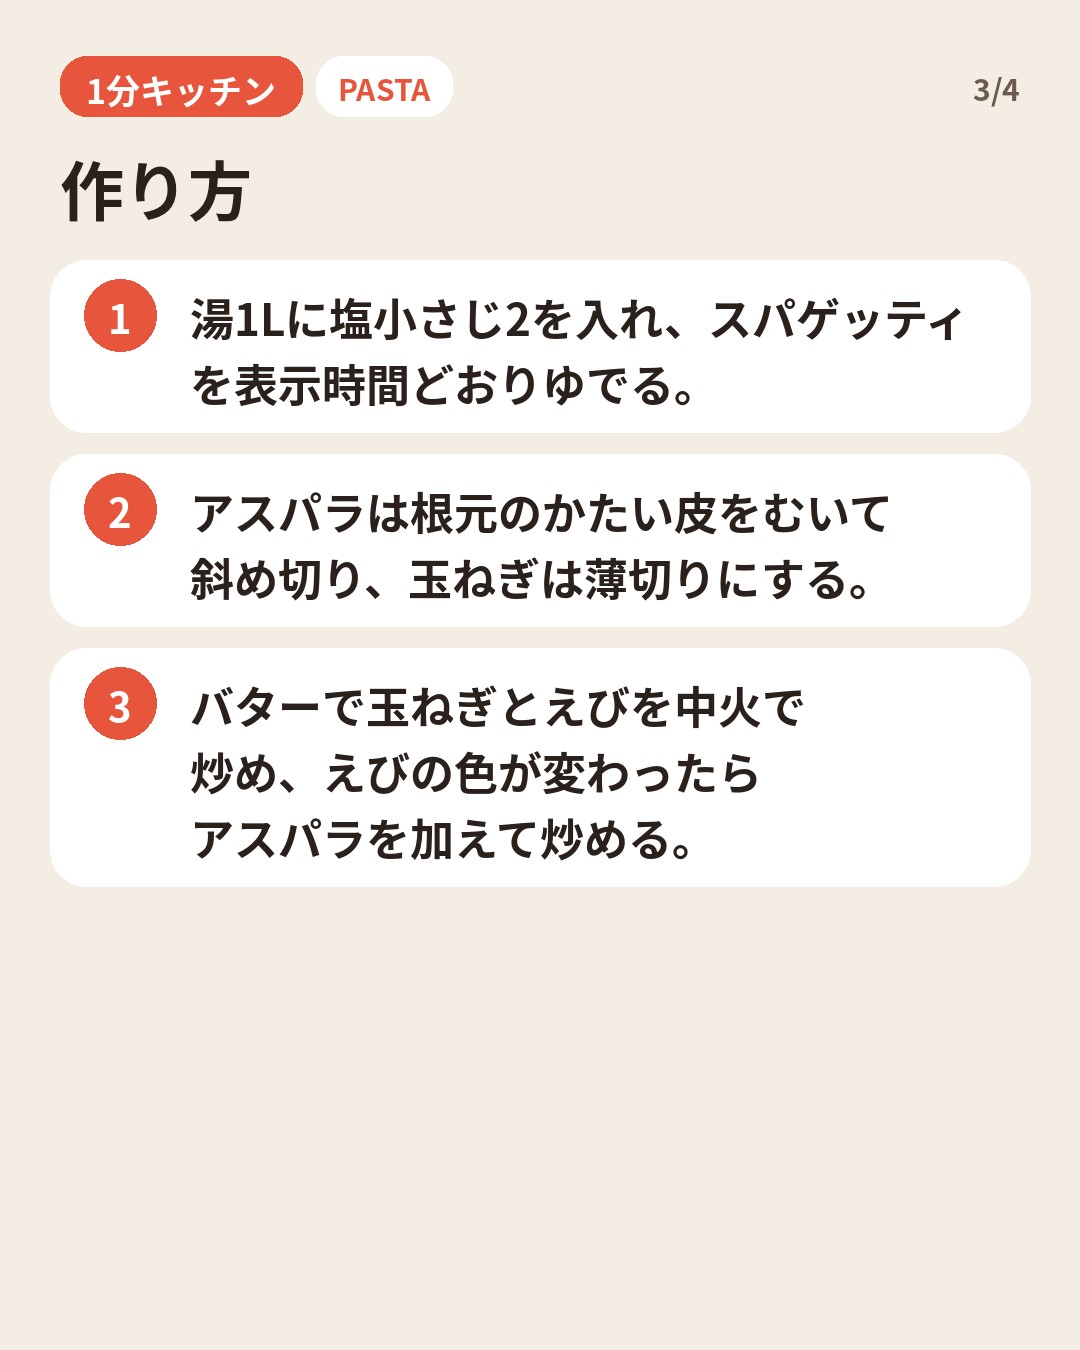 1分キッチン PASTA 3/4
作り方
1 湯1Lに塩小さじ2を入れ、スパゲッティ
を表示時間どおりゆでる。
2 アスパラは根元のかたい皮をむいて
斜め切り、玉ねぎは薄切りにする。
3 バターで玉ねぎとえびを中火で
炒め、えびの色が変わったら
アスパラを加えて炒める。